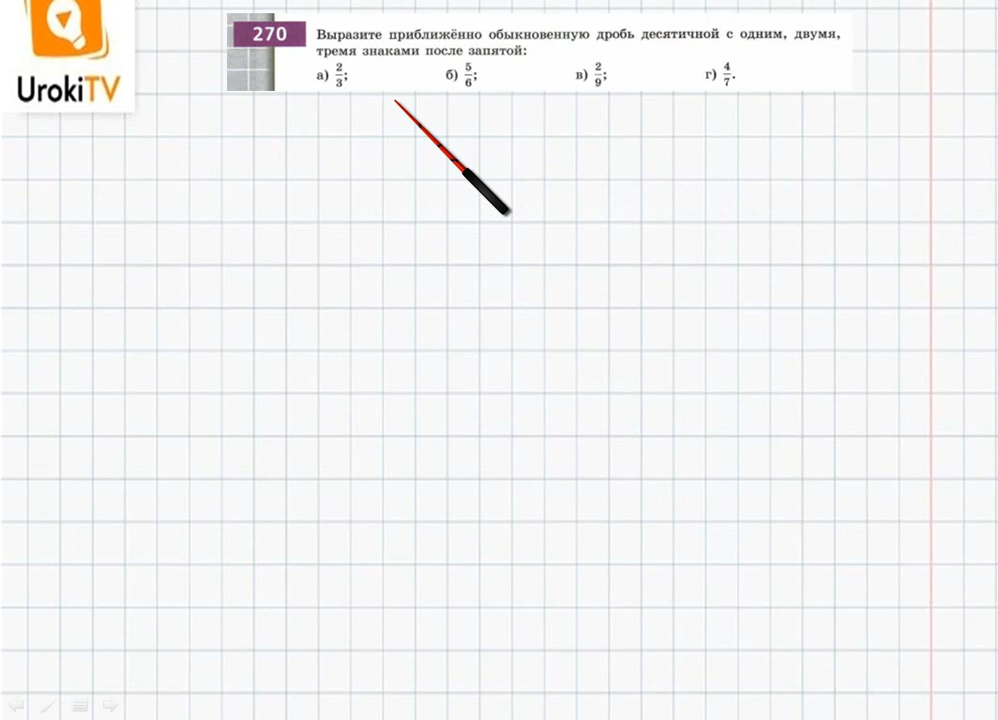 UrokiTV
270
Выразите приближённо обыкновенную дробь десятичной с одним, двумя,
тремя знаками после запятой:
а) 2/3; б) 5/6; в) 2/9; г) 4/7.